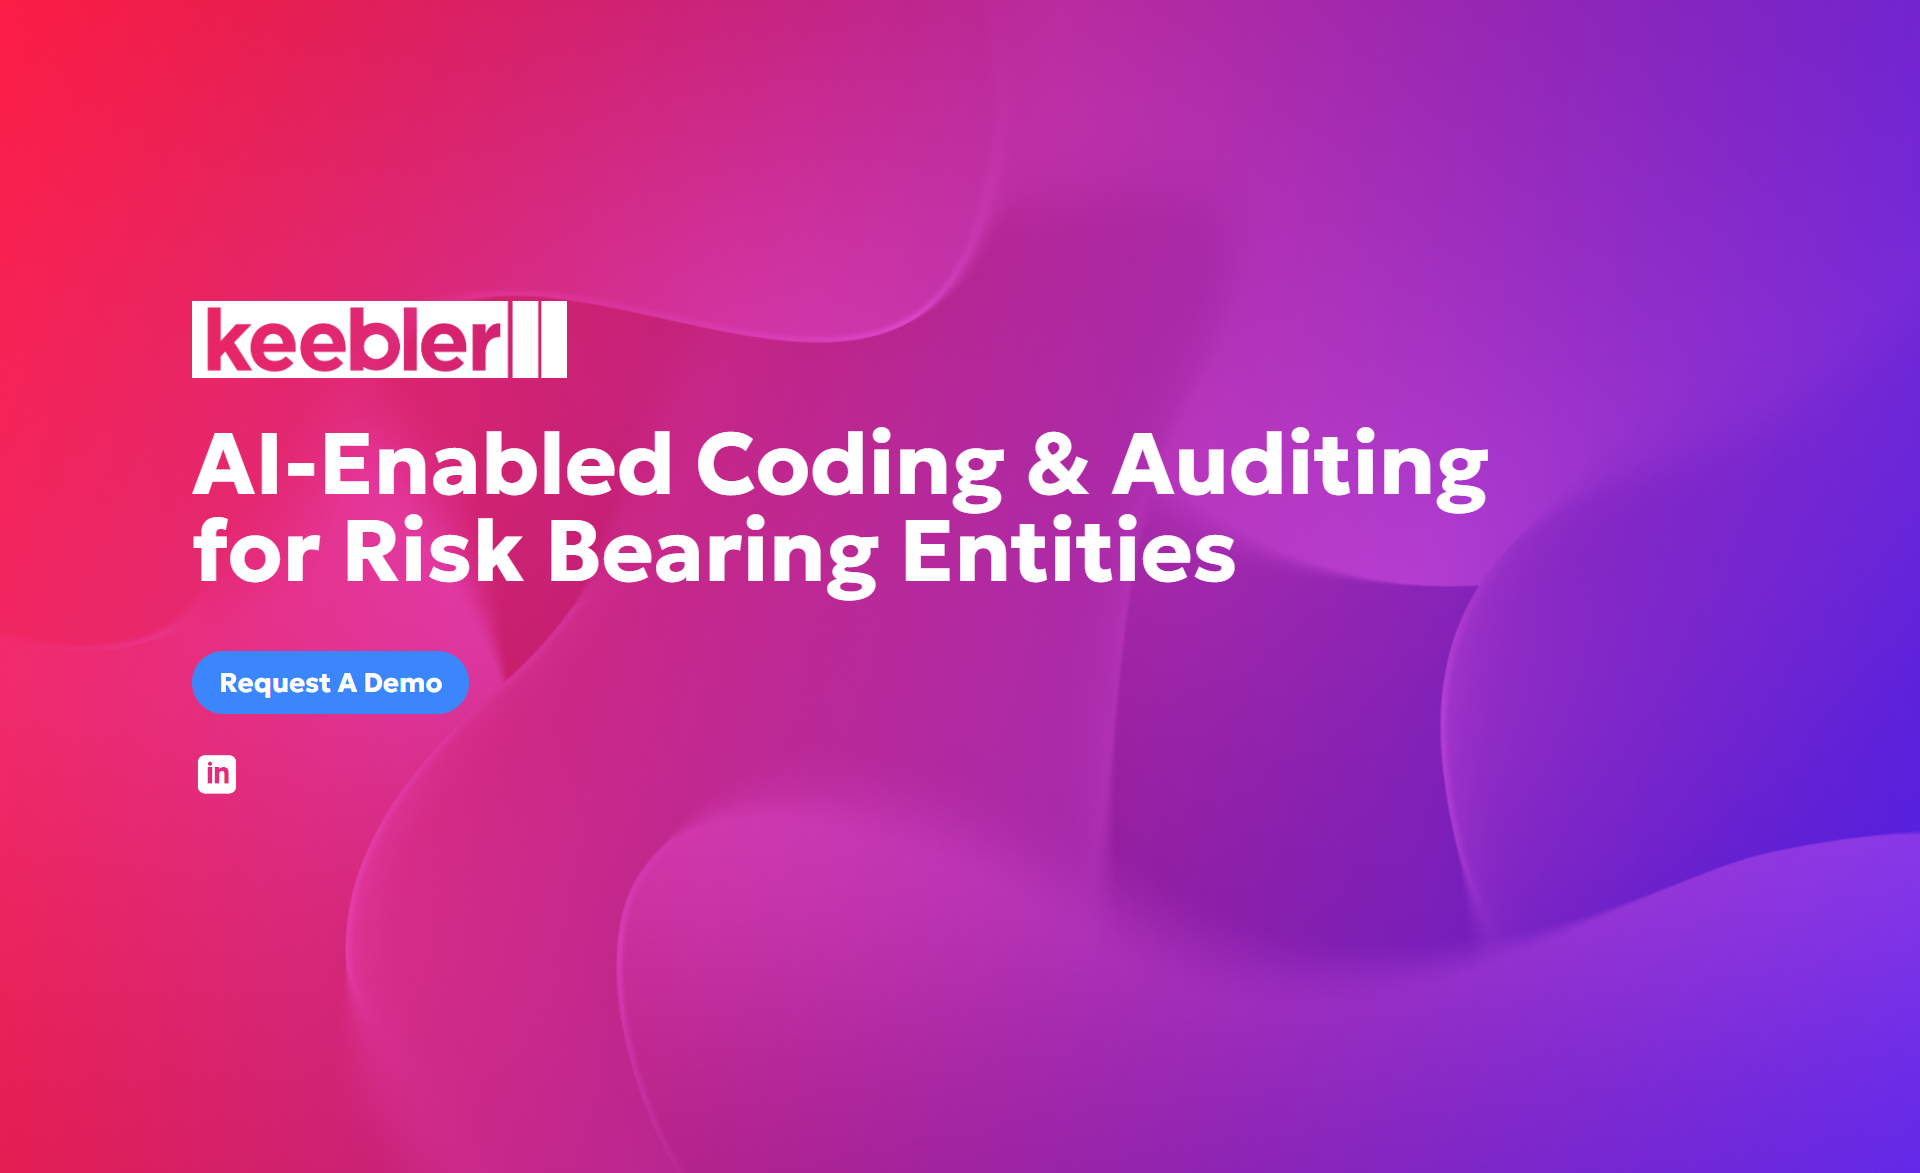 keebler
AI-Enabled Coding & Auditing
for Risk Bearing Entities
Request A Demo
in